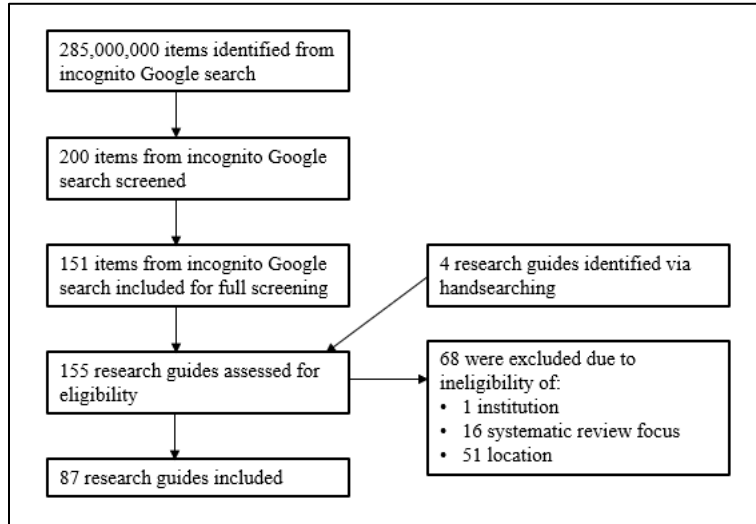 285,000,000 items identified from
incognito Google search
200 items from incognito Google
search screened
151 items from incognito Google
search included for full screening
4 research guides identified via
handsearching
155 research guides assessed for
eligibility
68 were excluded due to
ineligibility of:
• 1 institution
• 16 systematic review focus
• 51 location
87 research guides included